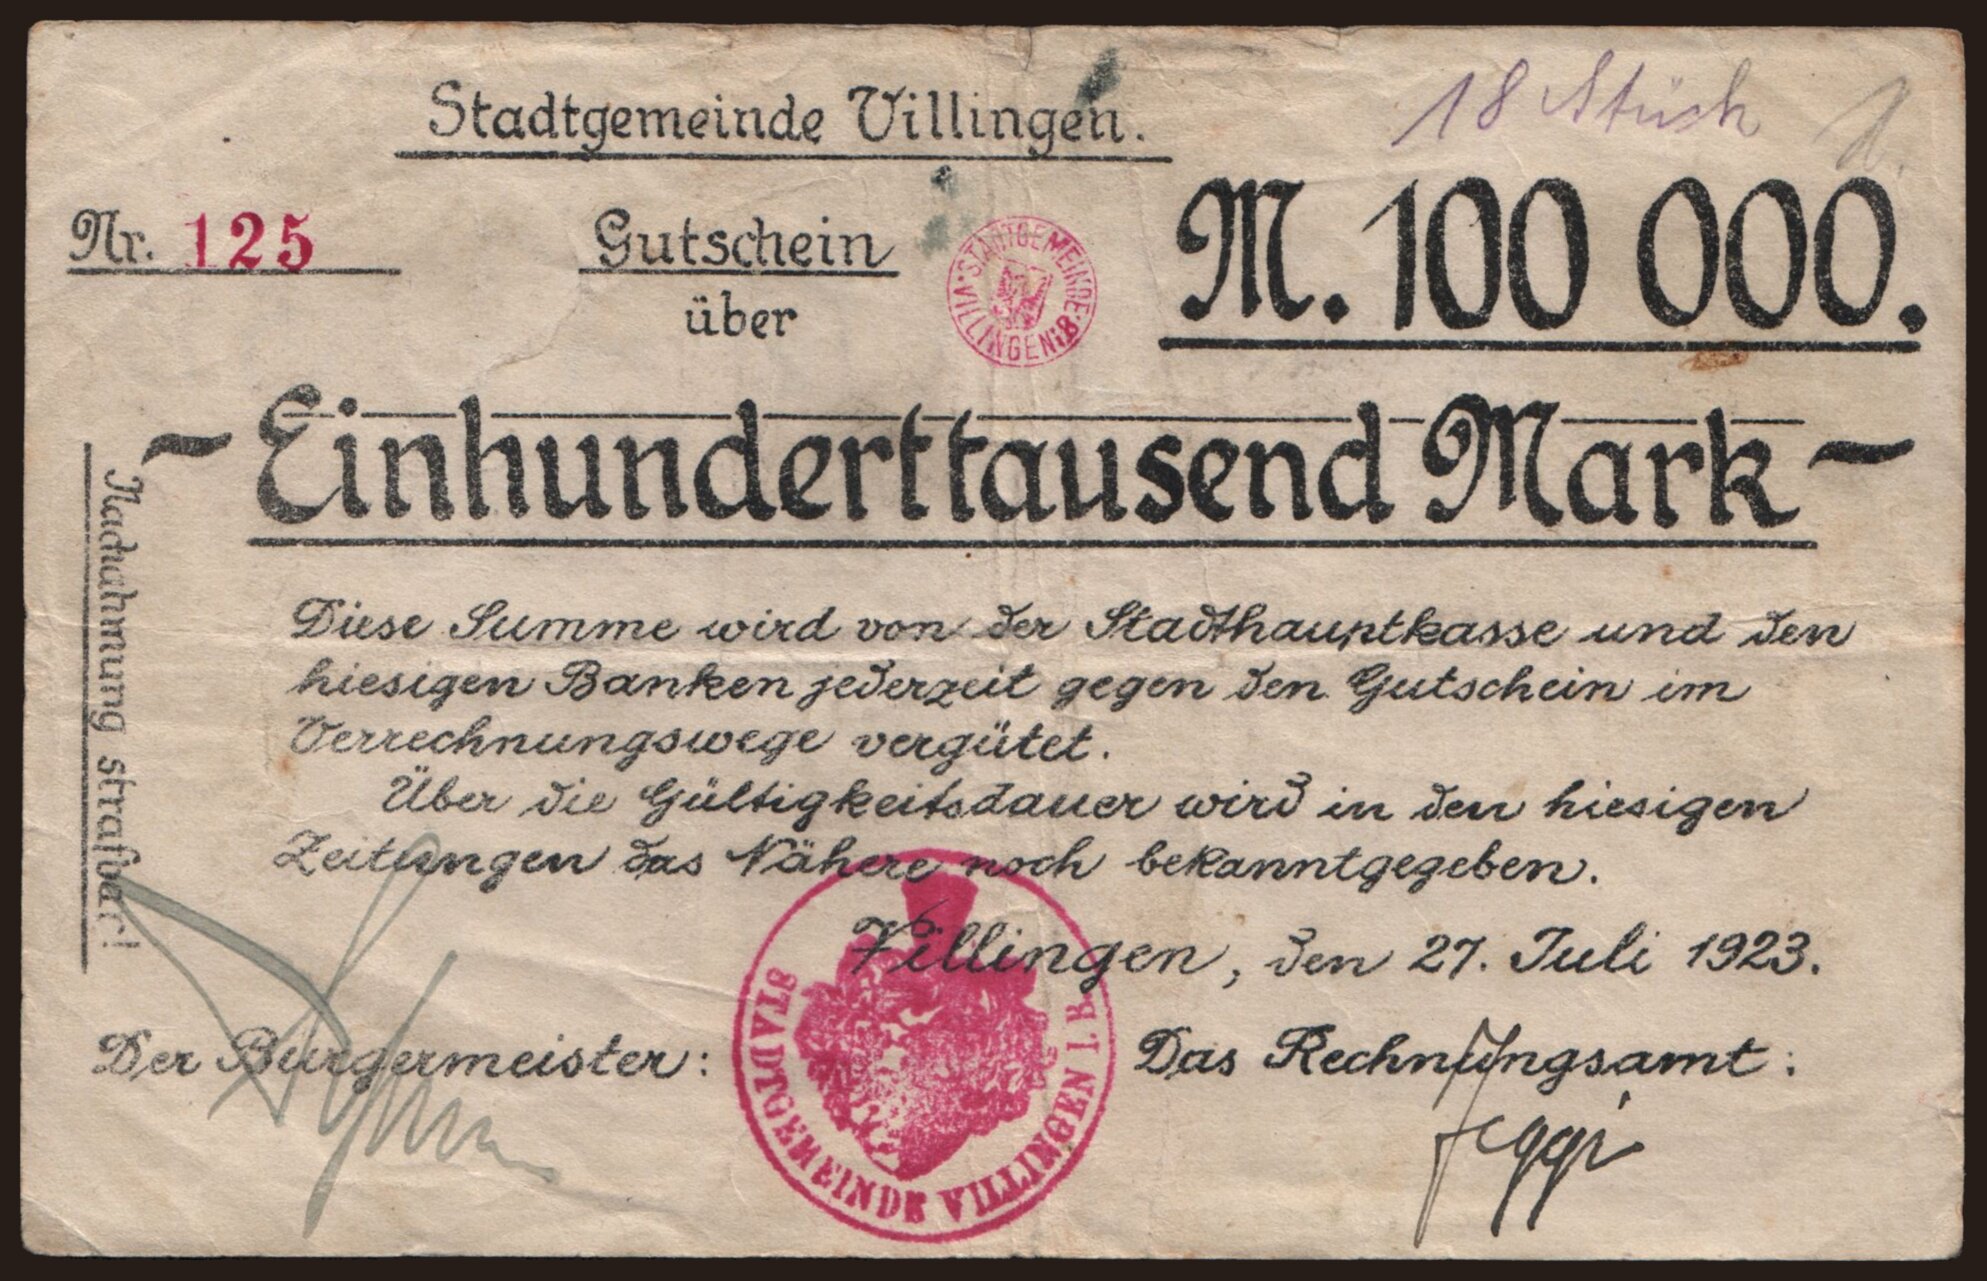 18 Stück
Stadtgemeinde Villingen.
Nr. 125
Gutschein
über
M. 100 000.
STADTGEMEINDE · VILLINGEN i. B. ·
- Einhunderttausend Mark -
Nachahmung strafbar!
Diese Summe wird von der Stadthauptkasse und den
hiesigen Banken jederzeit gegen den Gutschein im
Verrechnungswege vergütet.
Über die Gültigkeitsdauer wird in den hiesigen
Zeitungen das Nähere noch bekanntgegeben.
Villingen, den 27. Juli 1923.
Der Bürgermeister:
Das Rechnungsamt:
STADTGEMEINDE VILLINGEN I. B.